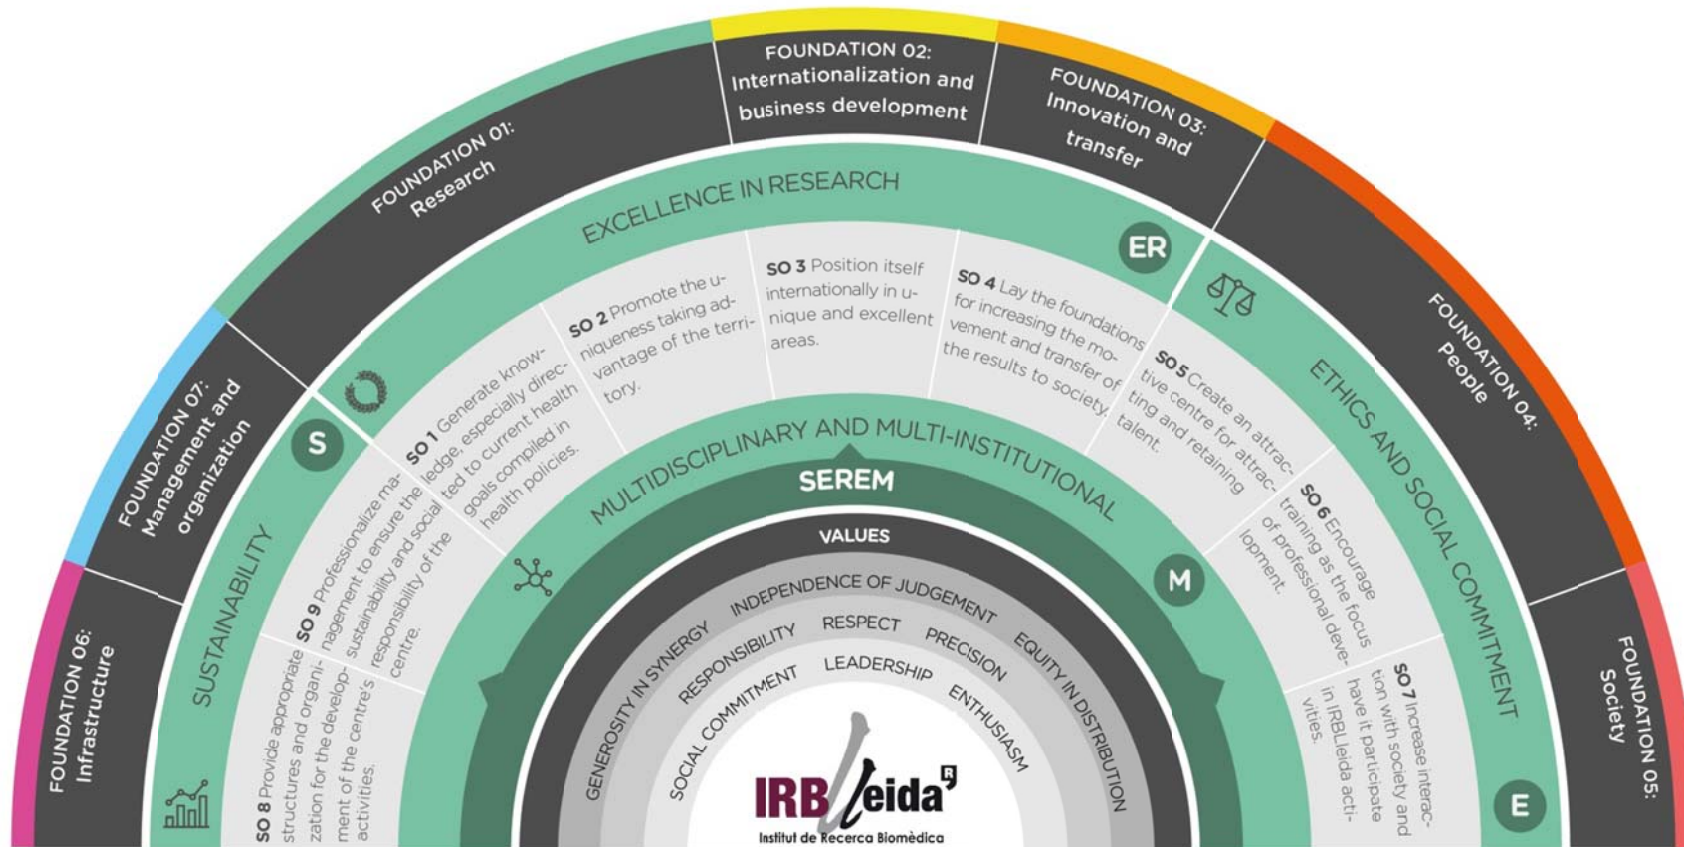 FOUNDATION 06:
Infrastructure
FOUNDATION 07:
Management and
organization
FOUNDATION 01:
Research
FOUNDATION 02:
Internationalization and
business development
FOUNDATION 03:
Innovation and
transfer
FOUNDATION 04:
People
FOUNDATION 05:
Society
SUSTAINABILITY
S
EXCELLENCE IN RESEARCH
ER
ETHICS AND SOCIAL COMMITMENT
E
SO 8 Provide appropriate
structures and organi-
zation for the develop-
ment of the centre's
activities.
SO 9 Professionalize ma-
nagement to ensure the
sustainability and social
responsibility of the
centre.
SO 1 Generate know-
ledge, especially direc-
ted to current health
goals compiled in
health policies.
SO 2 Promote the u-
niqueness taking ad-
vantage of the terri-
tory.
SO 3 Position itself
internationally in u-
nique and excellent
areas.
SO 4 Lay the foundations
for increasing the mo-
vement and transfer of
the results to society.
SO 5 Create an attrac-
tive centre for attrac-
ting and retaining
talent.
SO 6 Encourage
training as the focus
of professional deve-
lopment.
SO 7 Increase interac-
tion with society and
have it participate
in IRBLleida acti-
vities.
MULTIDISCIPLINARY AND MULTI-INSTITUTIONAL
M
SEREM
VALUES
GENEROSITY IN SYNERGY
INDEPENDENCE OF JUDGEMENT
EQUITY IN DISTRIBUTION
RESPONSIBILITY
RESPECT
PRECISION
SOCIAL COMMITMENT
LEADERSHIP
ENTHUSIASM
IRBLleida R
Institut de Recerca Biomèdica